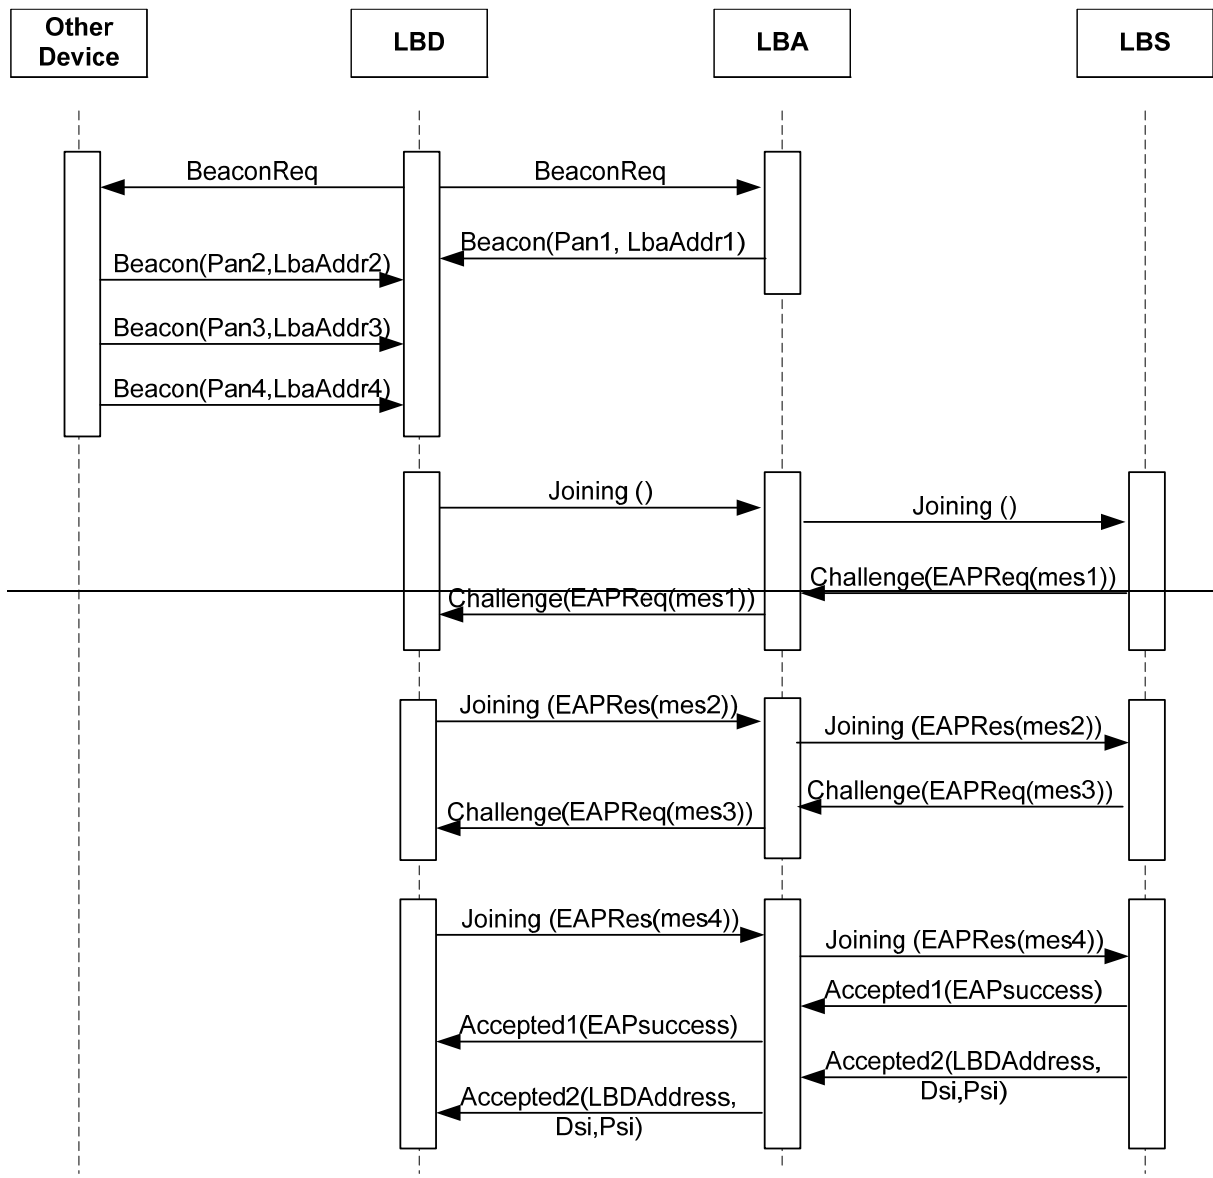 Other
Device
LBD
LBA
LBS
BeaconReq
BeaconReq
Beacon(Pan1, LbaAddr1)
Beacon(Pan2,LbaAddr2)
Beacon(Pan3,LbaAddr3)
Beacon(Pan4,LbaAddr4)
Joining ()
Joining ()
Challenge(EAPReq(mes1))
Challenge(EAPReq(mes1))
Joining (EAPRes(mes2))
Joining (EAPRes(mes2))
Challenge(EAPReq(mes3))
Challenge(EAPReq(mes3))
Joining (EAPRes(mes4))
Joining (EAPRes(mes4))
Accepted1(EAPsuccess)
Accepted1(EAPsuccess)
Accepted2(LBDAddress,
Dsi,Psi)
Accepted2(LBDAddress,
Dsi,Psi)